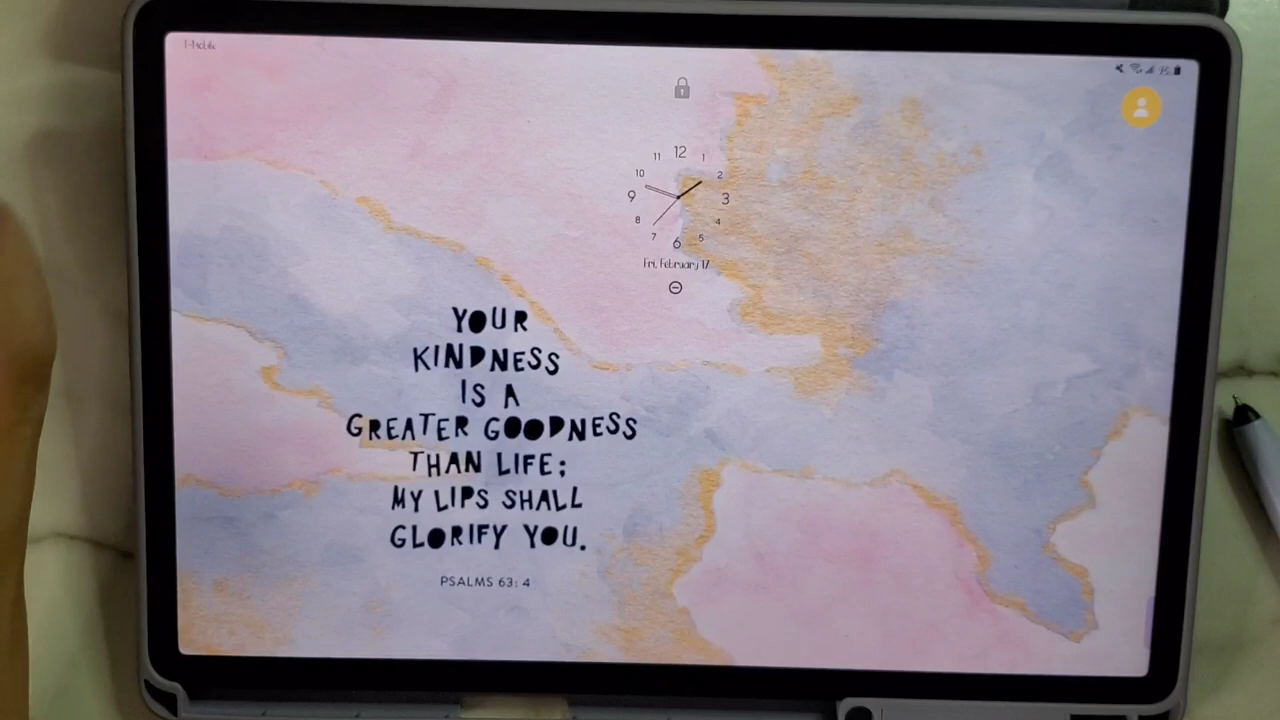 T-Mobile
12
11 1
10 2
9 3
8 4
7 5
6
Fri, February 17
YOUR
KINDNESS
IS A
GREATER GOODNESS
THAN LIFE;
MY LIPS SHALL
GLORIFY YOU.
PSALMS 63: 4